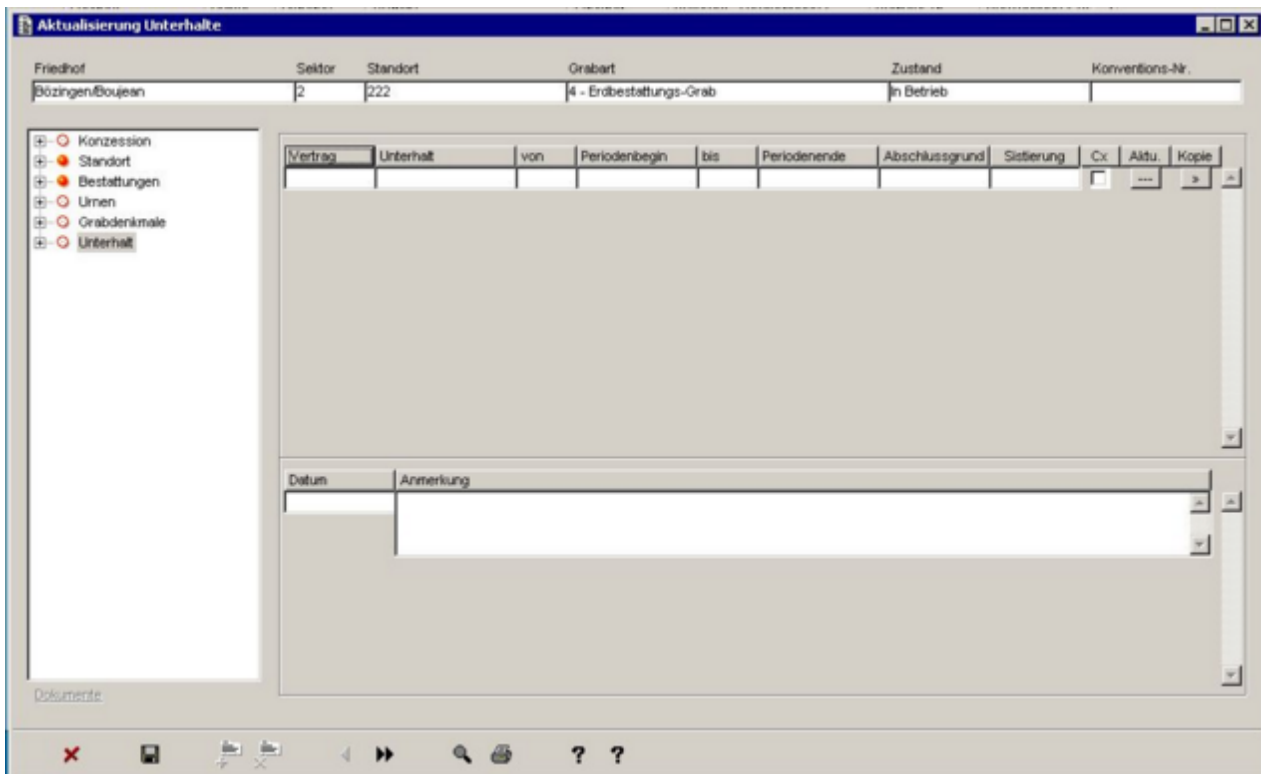 Aktualisierung Unterhalte
Friedhof Sektor Standort Grabart Zustand Konventions-Nr.
Bözingen/Boujean 2 222 4 - Erdbestattungs-Grab In Betrieb
Konzession
Standort
Bestattungen
Urnen
Grabdenkmale
Unterhalt
Vertrag Unterhalt von Periodenbegin bis Periodenende Abschlussgrund Sistierung Cx Aktu. Kopie
--- »
Datum Anmerkung
Dokumente
? ?